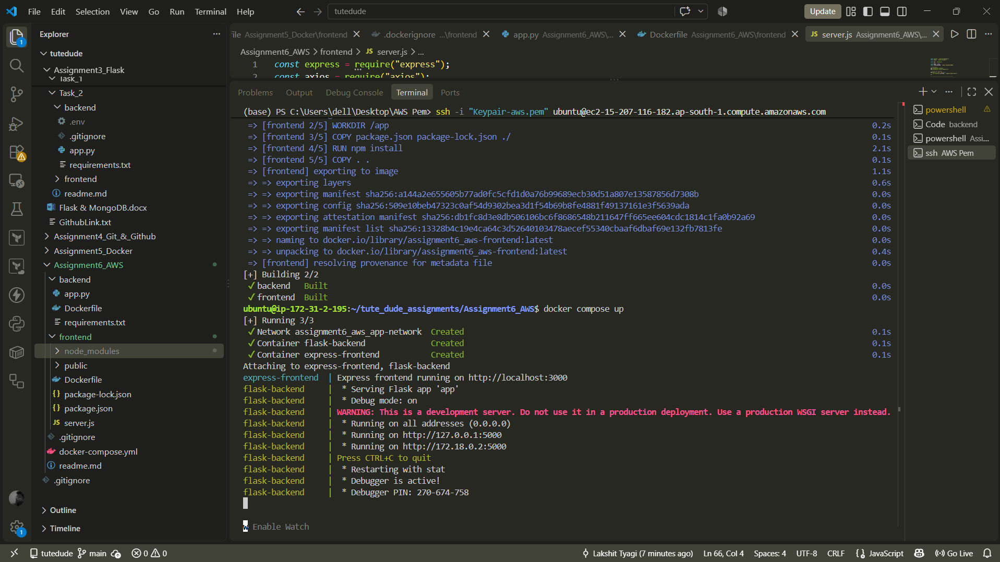 File Edit Selection View Go Run Terminal Help
tutedude
Update
Explorer
tutedude
Assignment3_Flask
Task_1
Task_2
backend
.env
.gitignore
app.py
requirements.txt
frontend
readme.md
Flask & MongoDB.docx
GithubLink.txt
Assignment4_Git_&_Github
Assignment5_Docker
Assignment6_AWS
backend
app.py
Dockerfile
requirements.txt
frontend
node_modules
public
Dockerfile
package-lock.json
package.json
JS server.js
.gitignore
docker-compose.yml
readme.md
.gitignore
Outline
Timeline
1
1
ile Assignment5_Docker\frontend .dockerignore ...\frontend app.py Assignment6_AWS\... Dockerfile Assignment6_AWS\frontend JS server.js Assignment6_AWS\...
Assignment6_AWS > frontend > JS server.js > ...
1 const express = require("express");
2 const axios = require("axios");
Problems Output Debug Console Terminal Ports
(base) PS C:\Users\dell\Desktop\AWS Pem> ssh -i "Keypair-aws.pem" ubuntu@ec2-15-207-116-182.ap-south-1.compute.amazonaws.com
=> [frontend 2/5] WORKDIR /app 0.2s
=> [frontend 3/5] COPY package.json package-lock.json ./ 0.1s
=> [frontend 4/5] RUN npm install 2.1s
=> [frontend 5/5] COPY . . 0.1s
=> [frontend] exporting to image 1.1s
=> => exporting layers 0.6s
=> => exporting manifest sha256:a144a2e655605b77ad0fc5cfd1d0a76b99689ecb30d51a807e13587856d7308b 0.0s
=> => exporting config sha256:509e10beb47323c0af54d9302bea3d1f54b69b8fe4881f49137161e3f5639ada 0.0s
=> => exporting attestation manifest sha256:db1fc8d3e8db506106bc6f8686548b211647ff665ee604cdc1814c1fa0b92a69 0.0s
=> => exporting manifest list sha256:13328b4c19e4ca64c3d52640103478aecef55340cbaaf6dbaf69e132fb7813fe 0.0s
=> => naming to docker.io/library/assignment6_aws-frontend:latest 0.0s
=> => unpacking to docker.io/library/assignment6_aws-frontend:latest 0.4s
=> [frontend] resolving provenance for metadata file 0.0s
[+] Building 2/2
✓ backend Built 0.0s
✓ frontend Built 0.0s
ubuntu@ip-172-31-2-195:~/tute_dude_assignments/Assignment6_AWS$ docker compose up
[+] Running 3/3
✓ Network assignment6_aws_app-network Created 0.1s
✓ Container flask-backend Created 0.1s
✓ Container express-frontend Created 0.1s
Attaching to express-frontend, flask-backend
express-frontend | Express frontend running on http://localhost:3000
flask-backend | * Serving Flask app 'app'
flask-backend | * Debug mode: on
flask-backend | WARNING: This is a development server. Do not use it in a production deployment. Use a production WSGI server instead.
flask-backend | * Running on all addresses (0.0.0.0)
flask-backend | * Running on http://127.0.0.1:5000
flask-backend | * Running on http://172.18.0.2:5000
flask-backend | Press CTRL+C to quit
flask-backend | * Restarting with stat
flask-backend | * Debugger is active!
flask-backend | * Debugger PIN: 270-674-758
w Enable Watch
powershell
Code backend
powershell Assi...
ssh AWS Pem
tutedude main 0 0 Lakshit Tyagi (7 minutes ago) Ln 66, Col 4 Spaces: 4 UTF-8 CRLF {} JavaScript Go Live